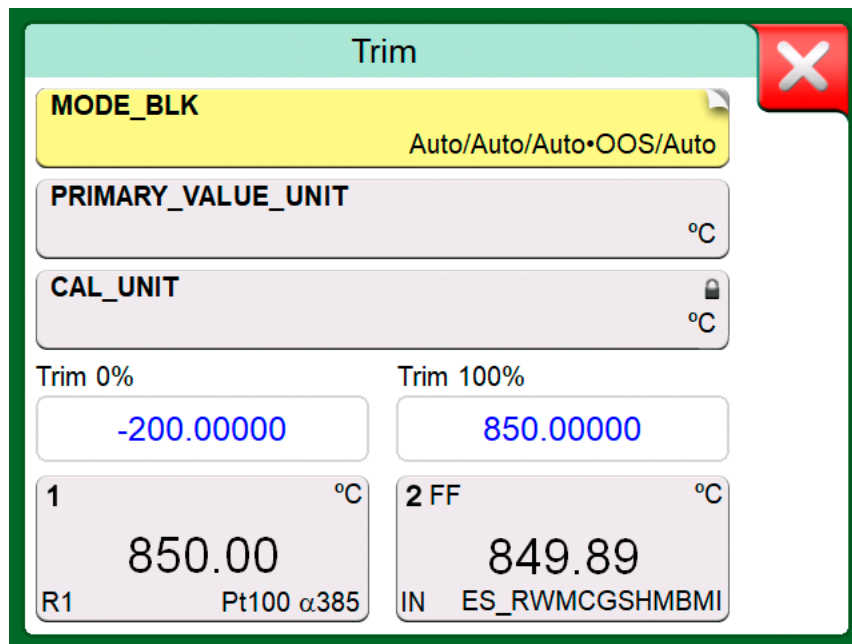 Trim
MODE_BLK
Auto/Auto/Auto•OOS/Auto
PRIMARY_VALUE_UNIT
ºC
CAL_UNIT
ºC
Trim 0% Trim 100%
-200.00000 850.00000
1 ºC 2 FF ºC
850.00 849.89
R1 Pt100 α385 IN ES_RWMCGSHMBMI